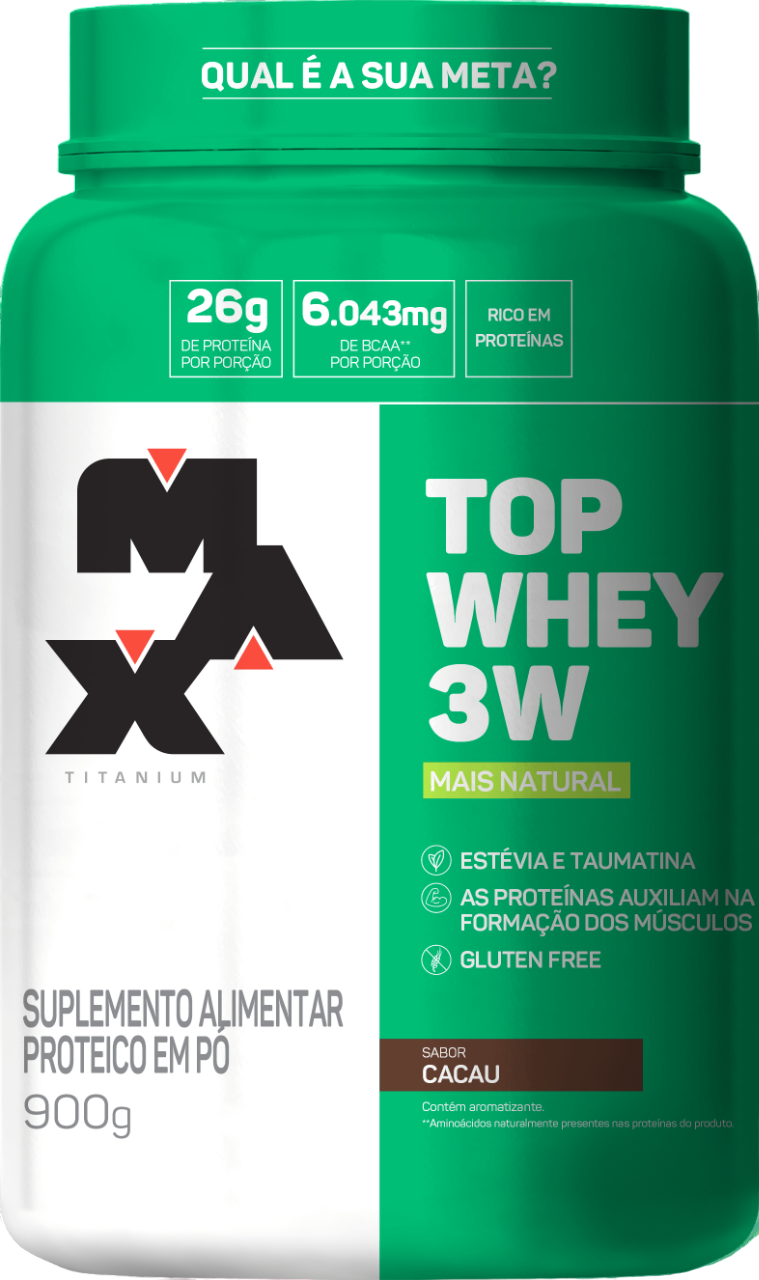 QUAL É A SUA META?
26g
DE PROTEÍNA
POR PORÇÃO
6.043mg
DE BCAA**
POR PORÇÃO
RICO EM
PROTEÍNAS
MAX
TITANIUM
SUPLEMENTO ALIMENTAR
PROTEICO EM PÓ
900g
TOP
WHEY
3W
MAIS NATURAL
ESTÉVIA E TAUMATINA
AS PROTEÍNAS AUXILIAM NA
FORMAÇÃO DOS MÚSCULOS
GLUTEN FREE
SABOR
CACAU
Contém aromatizante.
**Aminoácidos naturalmente presentes nas proteínas do produto.